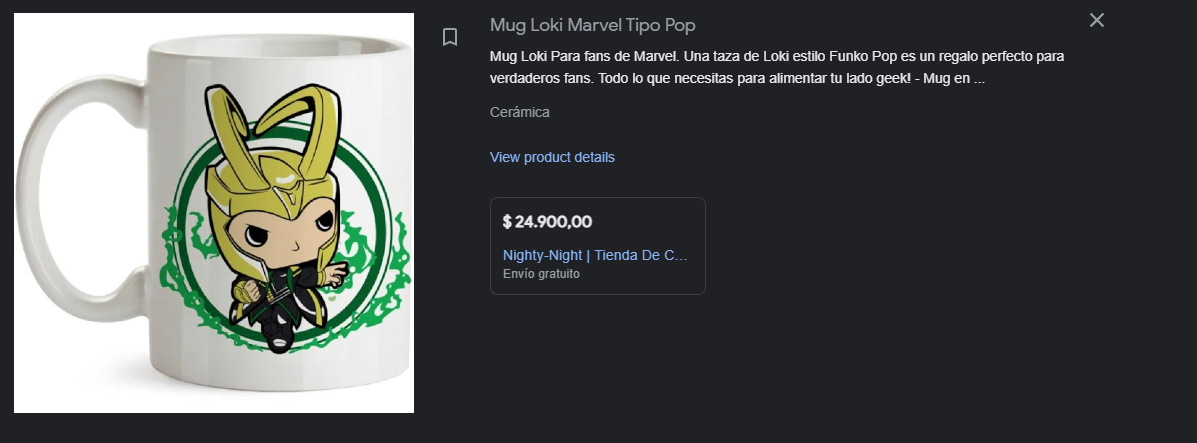 Mug Loki Marvel Tipo Pop
Mug Loki Para fans de Marvel. Una taza de Loki estilo Funko Pop es un regalo perfecto para
verdaderos fans. Todo lo que necesitas para alimentar tu lado geek! - Mug en ...
Cerámica
View product details
$ 24.900,00
Nighty-Night | Tienda De C...
Envío gratuito